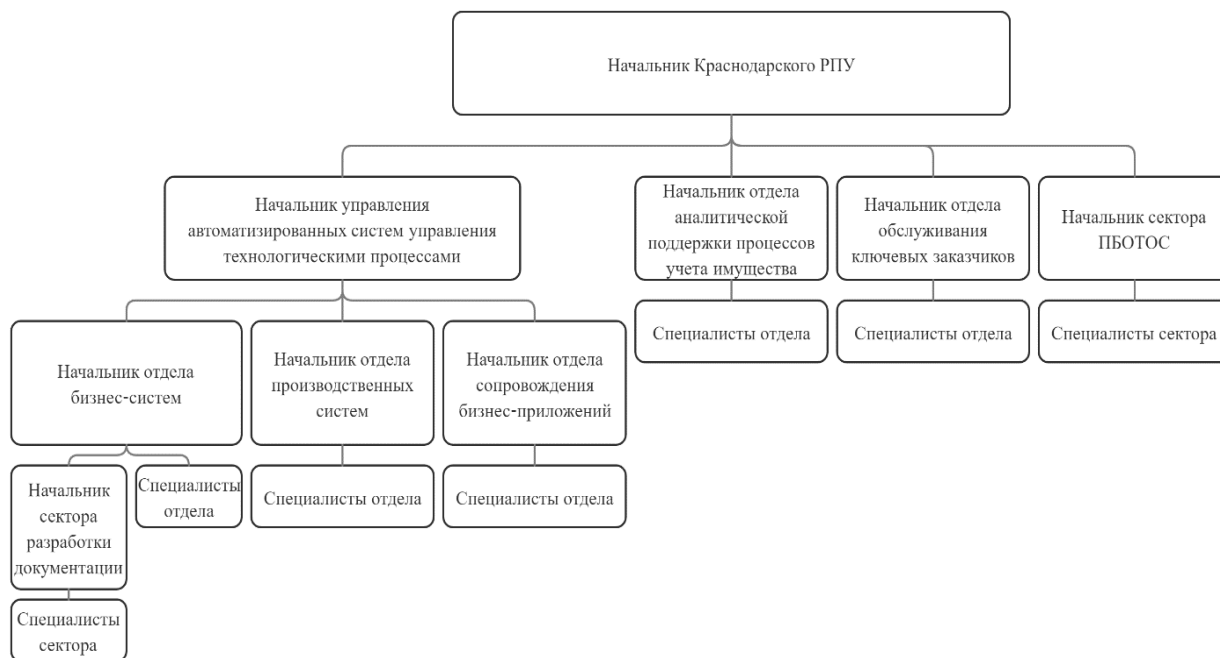 Начальник Краснодарского РПУ
Начальник управления
автоматизированных систем управления
технологическими процессами
Начальник отдела
аналитической
поддержки процессов
учета имущества
Начальник отдела
обслуживания
ключевых заказчиков
Начальник сектора
ПБОТОС
Специалисты отдела
Специалисты отдела
Специалисты сектора
Начальник отдела
бизнес-систем
Начальник отдела
производственных
систем
Начальник отдела
сопровождения
бизнес-приложений
Начальник
сектора
разработки
документации
Специалисты
отдела
Специалисты отдела
Специалисты отдела
Специалисты
сектора